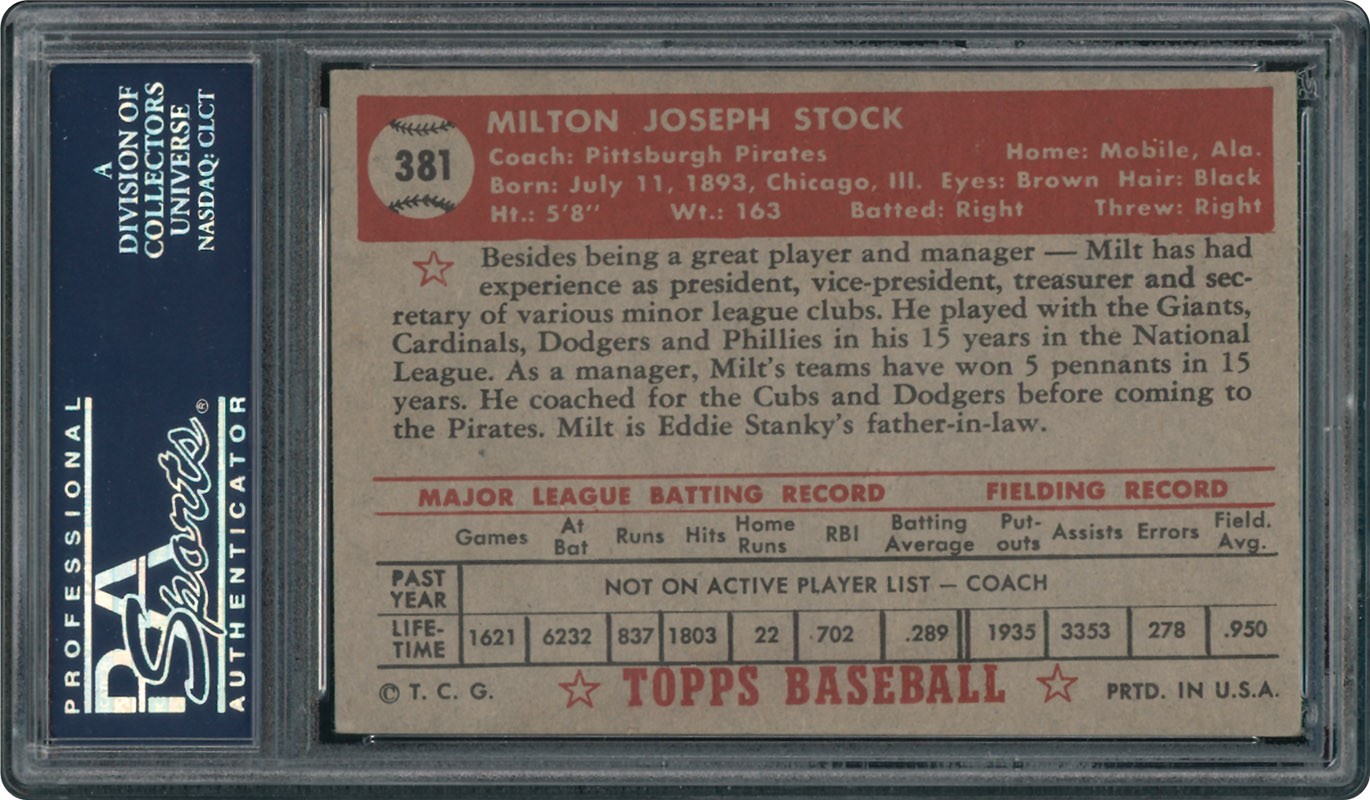 A
DIVISION OF
COLLECTORS
UNIVERSE
NASDAQ: CLCT
PROFESSIONAL
PSA
Sports®
AUTHENTICATOR
381
MILTON JOSEPH STOCK
Coach: Pittsburgh Pirates Home: Mobile, Ala.
Born: July 11, 1893, Chicago, Ill. Eyes: Brown Hair: Black
Ht.: 5'8'' Wt.: 163 Batted: Right Threw: Right
Besides being a great player and manager — Milt has had
experience as president, vice-president, treasurer and sec-
retary of various minor league clubs. He played with the Giants,
Cardinals, Dodgers and Phillies in his 15 years in the National
League. As a manager, Milt's teams have won 5 pennants in 15
years. He coached for the Cubs and Dodgers before coming to
the Pirates. Milt is Eddie Stanky's father-in-law.
MAJOR LEAGUE BATTING RECORD FIELDING RECORD
Games At Bat Runs Hits Home Runs RBI Batting Average Put-outs Assists Errors Field. Avg.
PAST YEAR NOT ON ACTIVE PLAYER LIST — COACH
LIFE-TIME 1621 6232 837 1803 22 702 .289 1935 3353 278 .950
© T. C. G. TOPPS BASEBALL PRTD. IN U.S.A.